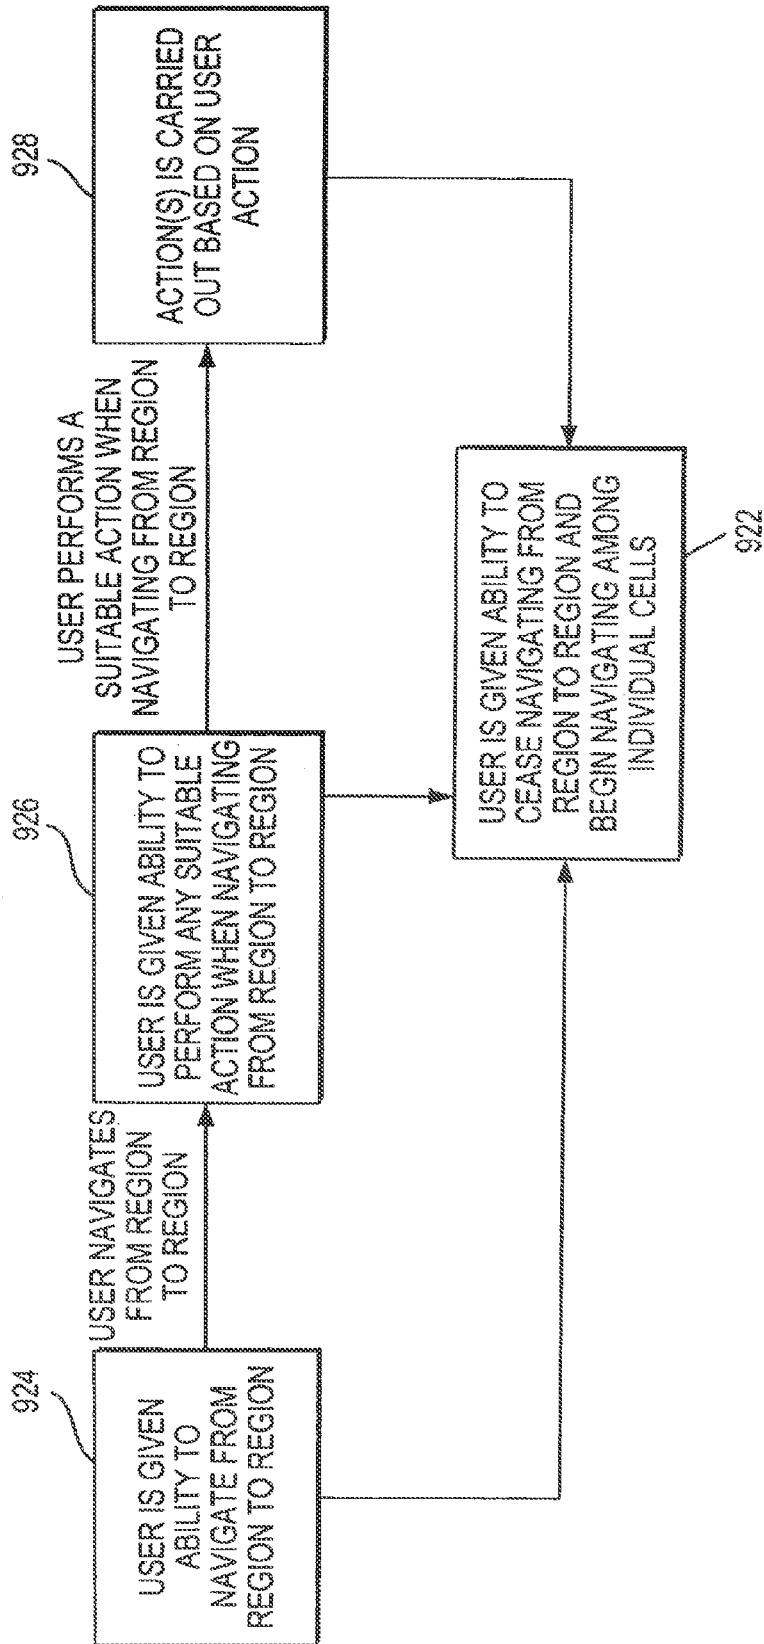 924
USER IS GIVEN
ABILITY TO
NAVIGATE FROM
REGION TO REGION
USER NAVIGATES
FROM REGION
TO REGION
926
USER IS GIVEN ABILITY TO
PERFORM ANY SUITABLE
ACTION WHEN NAVIGATING
FROM REGION TO REGION
USER PERFORMS A
SUITABLE ACTION WHEN
NAVIGATING FROM REGION
TO REGION
928
ACTION(S) IS CARRIED
OUT BASED ON USER
ACTION
USER IS GIVEN ABILITY TO
CEASE NAVIGATING FROM
REGION TO REGION AND
BEGIN NAVIGATING AMONG
INDIVIDUAL CELLS
922